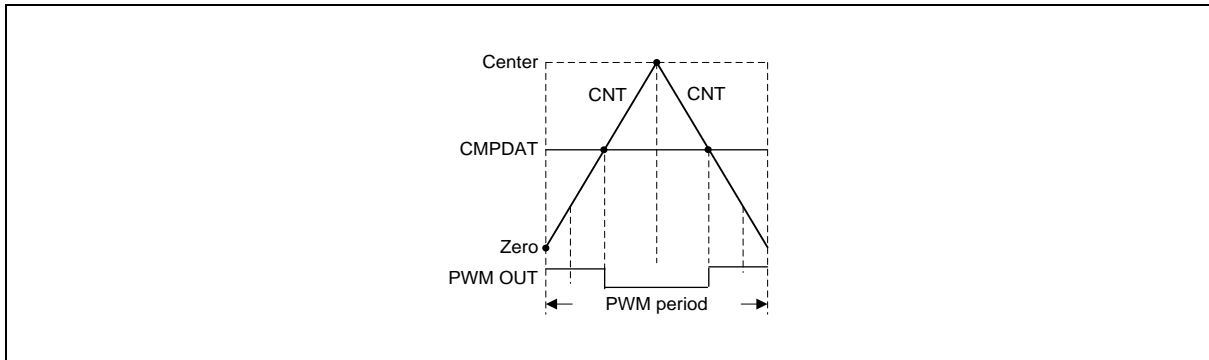 Center
CNT CNT
CMPDAT
Zero
PWM OUT
PWM period